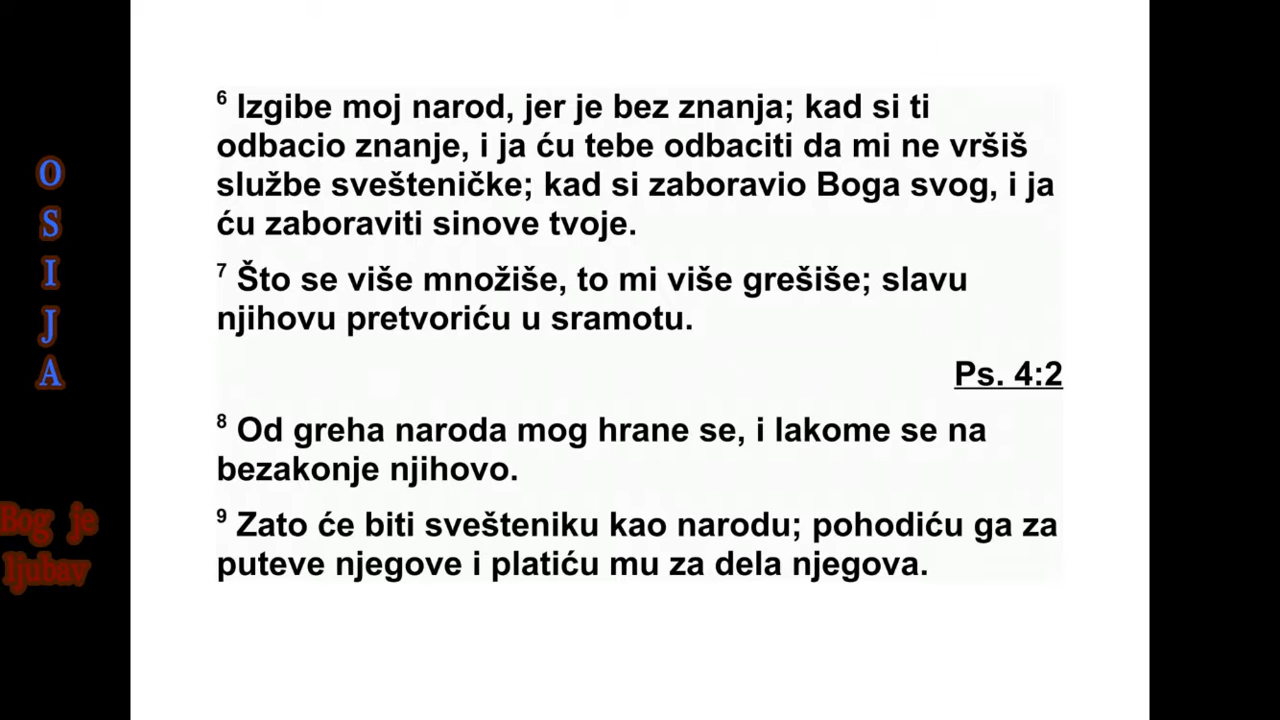 O
S
I
J
A
Bog je
ljubav
⁶ Izgibe moj narod, jer je bez znanja; kad si ti
odbacio znanje, i ja ću tebe odbaciti da mi ne vršiš
službe svešteničke; kad si zaboravio Boga svog, i ja
ću zaboraviti sinove tvoje.
⁷ Što se više množiše, to mi više grešiše; slavu
njihovu pretvoriću u sramotu.
Ps. 4:2
⁸ Od greha naroda mog hrane se, i lakome se na
bezakonje njihovo.
⁹ Zato će biti svešteniku kao narodu; pohodiću ga za
puteve njegove i platiću mu za dela njegova.